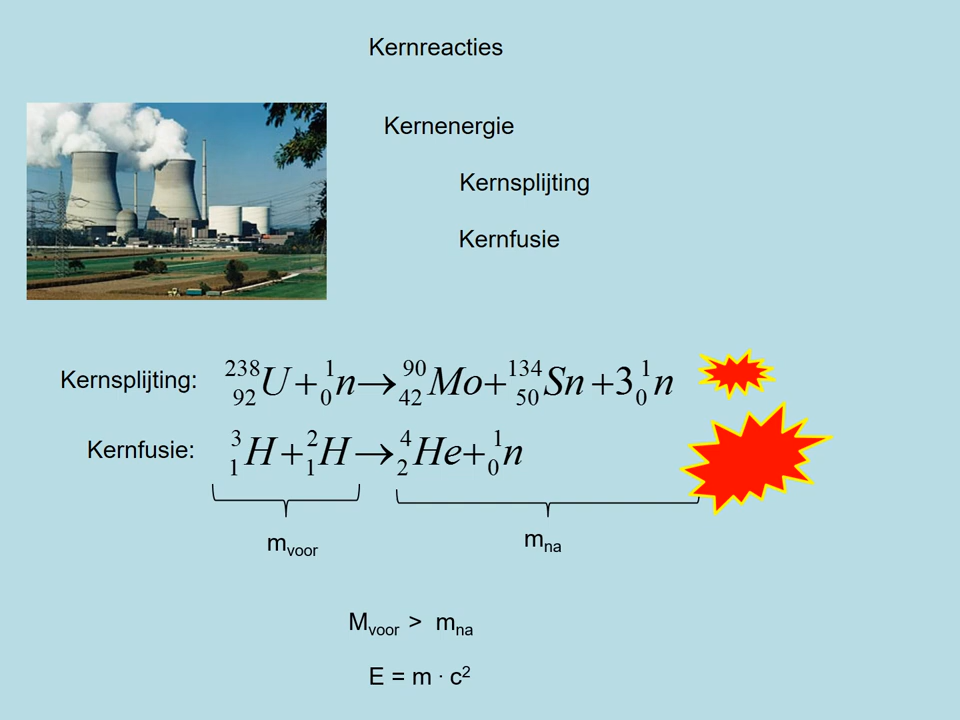 Kernreacties
Kernenergie
Kernsplijting
Kernfusie
Kernsplijting: ²³⁸₉₂U + ¹₀n → ⁹⁰₄₂Mo + ¹³⁴₅₀Sn + 3 ¹₀n
Kernfusie: ³₁H + ²₁H → ⁴₂He + ¹₀n
mvoor mna
Mvoor > mna
E = m · c²